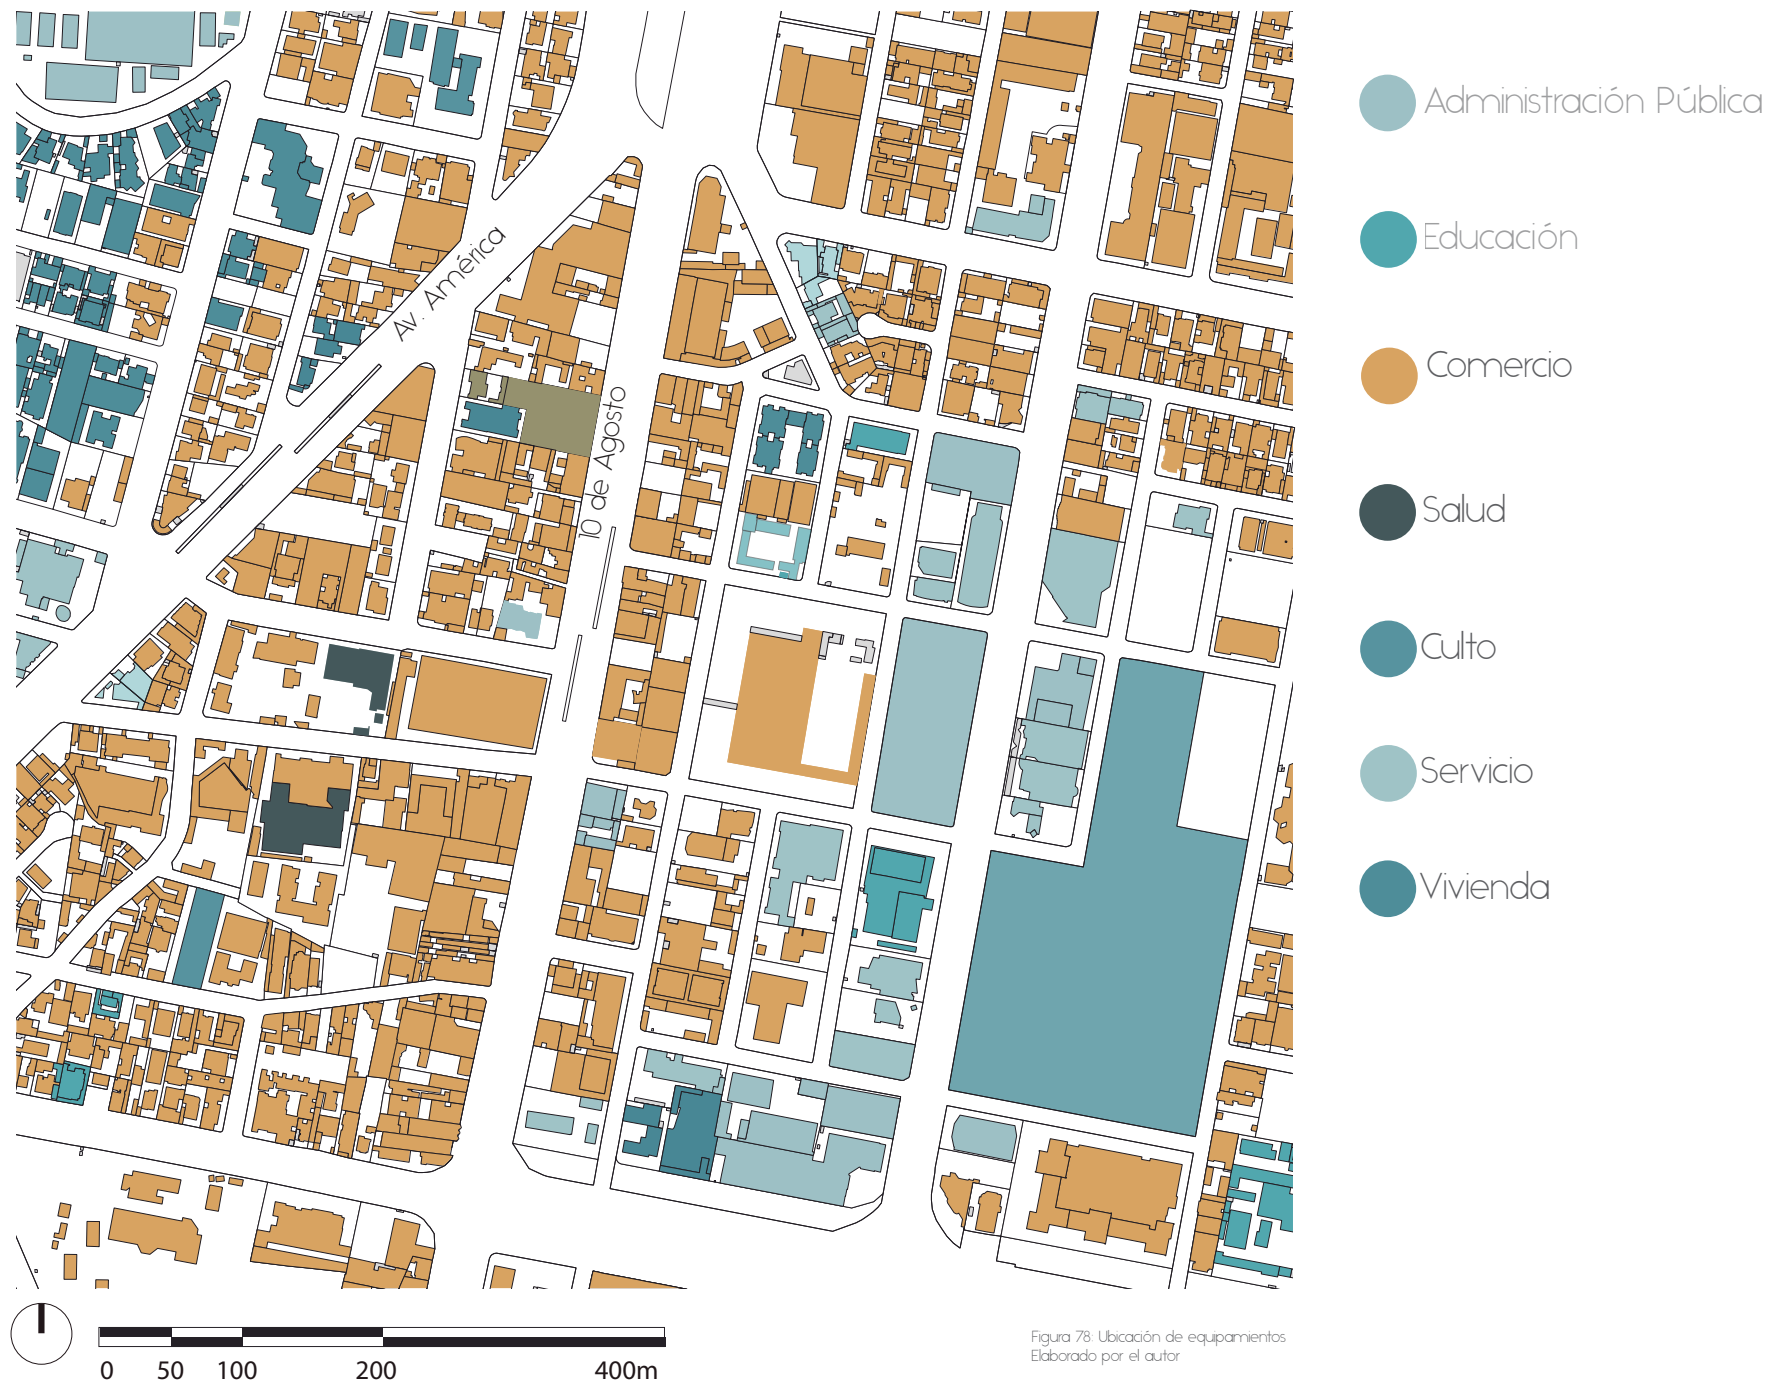 Av. América
10 de Agosto
Administración Pública
Educación
Comercio
Salud
Culto
Servicio
Vivienda
0 50 100 200 400m
Figura 78: Ubicación de equipamientos
Elaborado por el autor